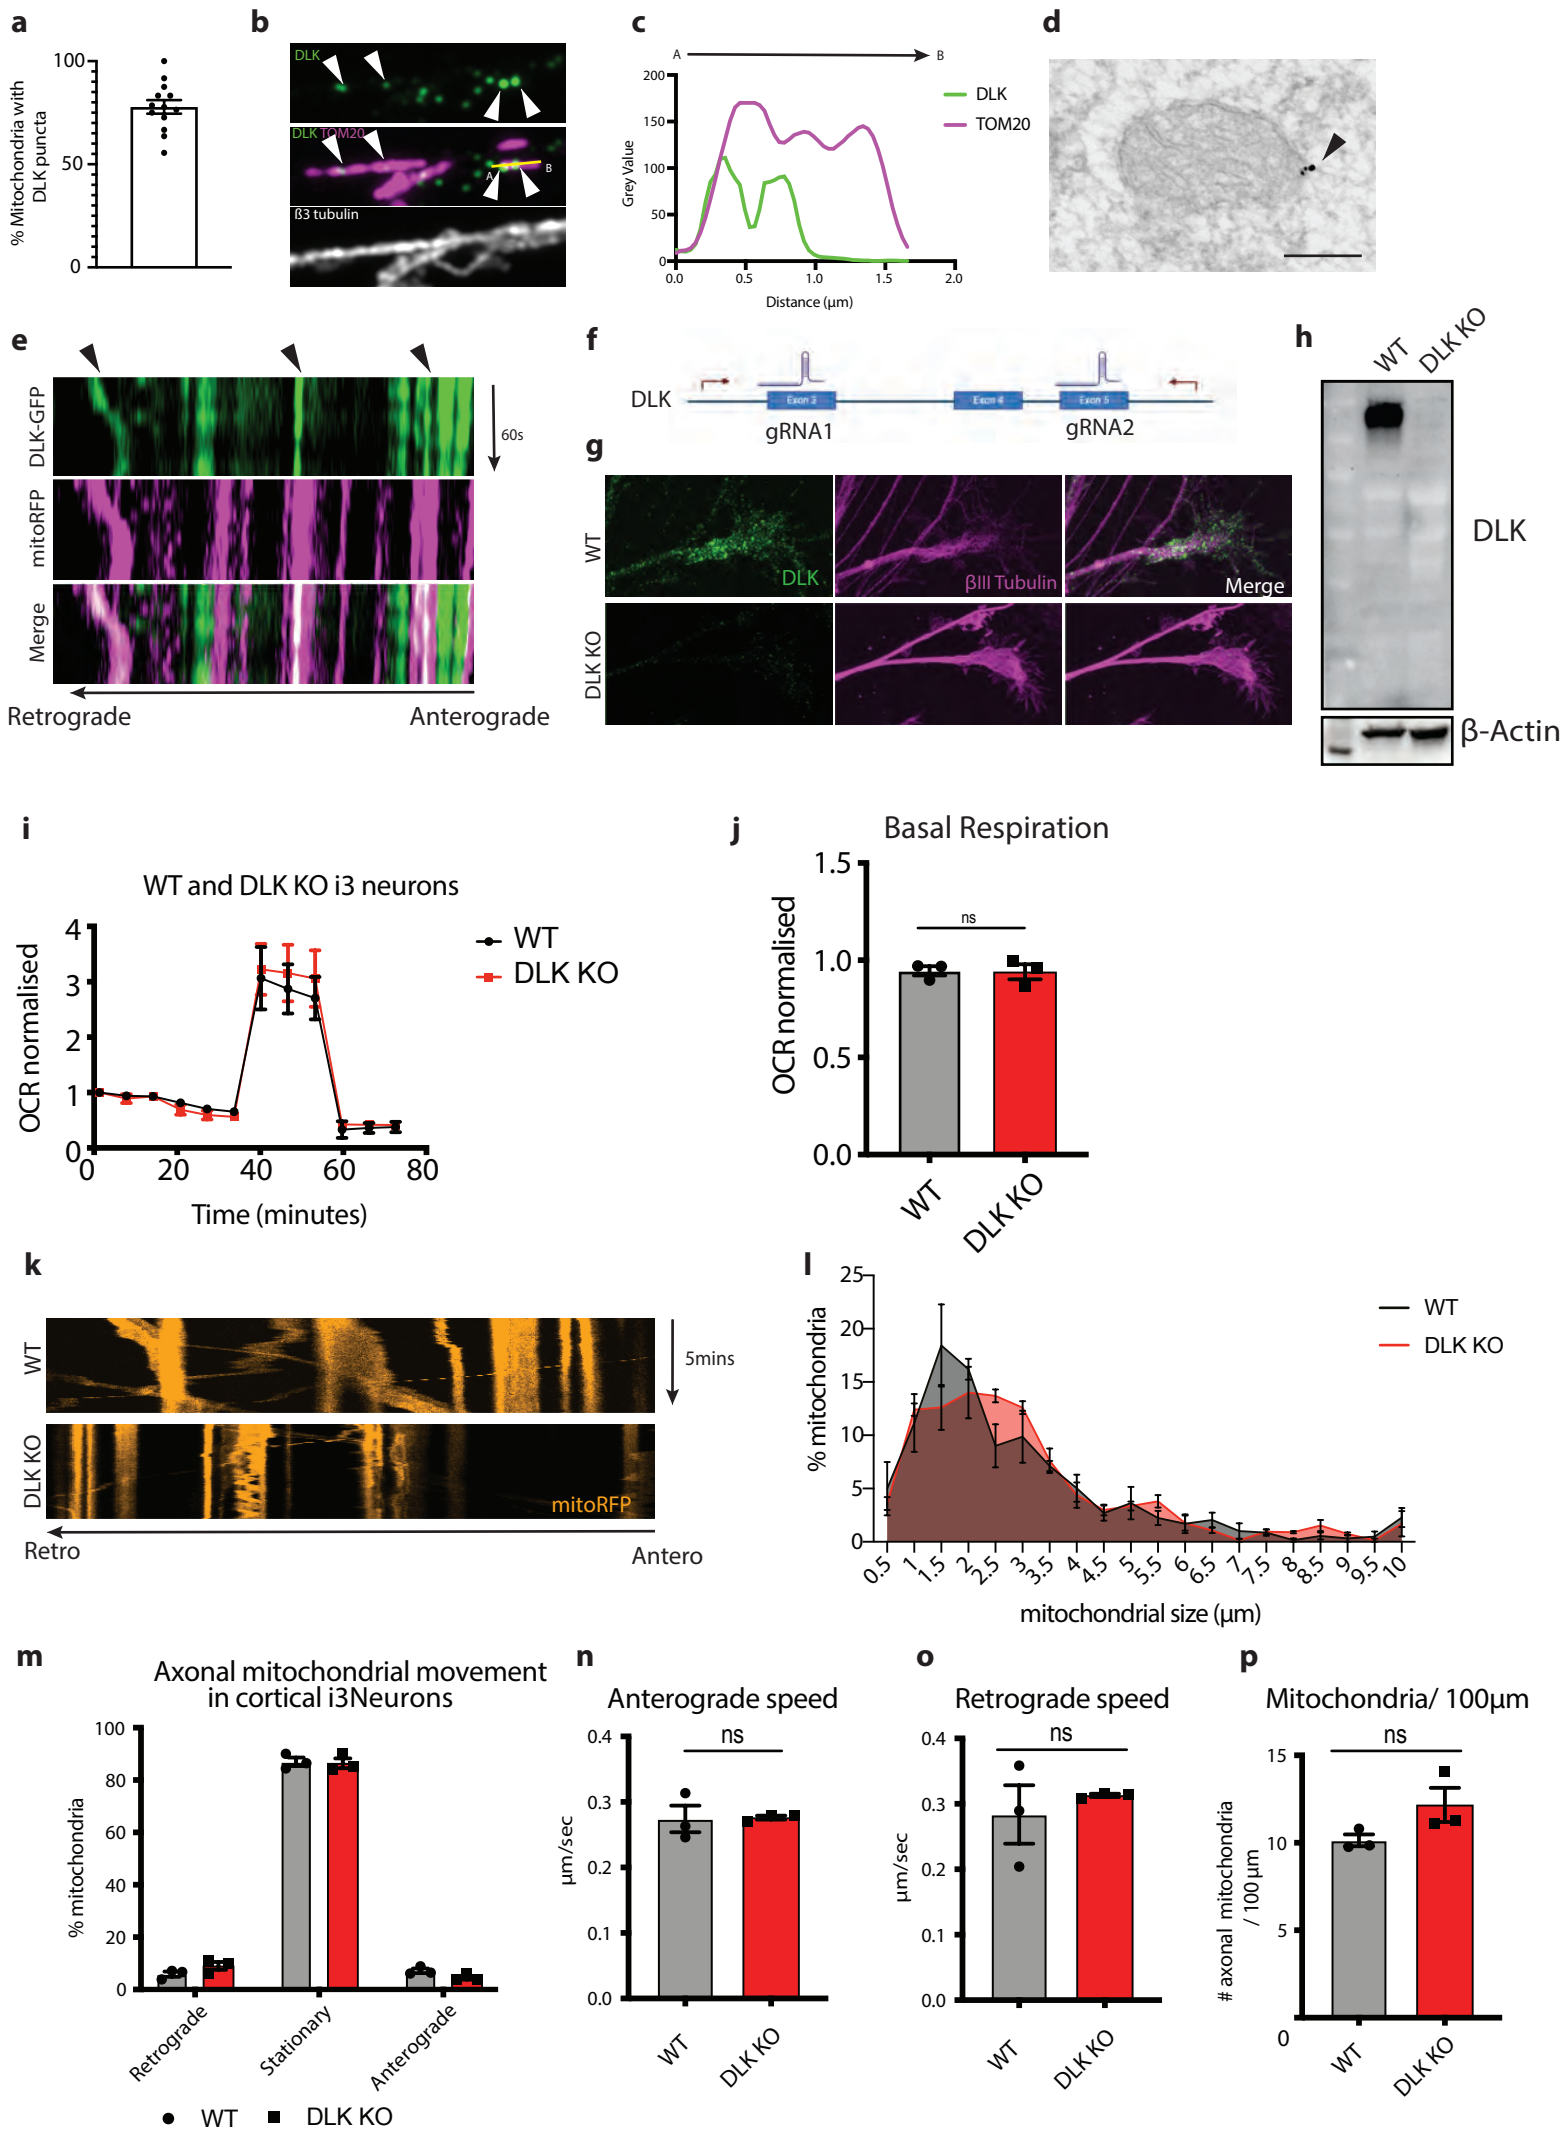 a
% Mitochondria with
DLK puncta
100
50
0
b
DLK
DLK TOM20
A
B
ß3 tubulin
c
A
B
Grey Value
200
150
100
50
0
0.0
0.5
1.0
1.5
2.0
Distance (µm)
DLK
TOM20
d
e
DLK-GFP
mitoRFP
Merge
60s
Retrograde
Anterograde
f
DLK
Exon 3
Exon 4
Exon 5
gRNA1
gRNA2
g
WT
DLK
βIII Tubulin
Merge
DLK KO
h
WT
DLK KO
DLK
β-Actin
i
WT and DLK KO i3 neurons
OCR normalised
4
3
2
1
0
0
20
40
60
80
Time (minutes)
WT
DLK KO
j
Basal Respiration
OCR normalised
1.5
1.0
0.5
0.0
ns
WT
DLK KO
k
WT
DLK KO
5mins
mitoRFP
Retro
Antero
l
% mitochondria
25
20
15
10
5
0
0.5
1
1.5
2
2.5
3
3.5
4
4.5
5
5.5
6
6.5
7
7.5
8
8.5
9
9.5
10
mitochondrial size (µm)
WT
DLK KO
m
Axonal mitochondrial movement
in cortical i3Neurons
% mitochondria
100
80
60
40
20
0
Retrograde
Stationary
Anterograde
WT
DLK KO
n
Anterograde speed
ns
µm/sec
0.4
0.3
0.2
0.1
0.0
WT
DLK KO
o
Retrograde speed
ns
µm/sec
0.4
0.3
0.2
0.1
0.0
WT
DLK KO
p
Mitochondria/ 100µm
ns
# axonal mitochondria
/ 100 µm
15
10
5
0
WT
DLK KO